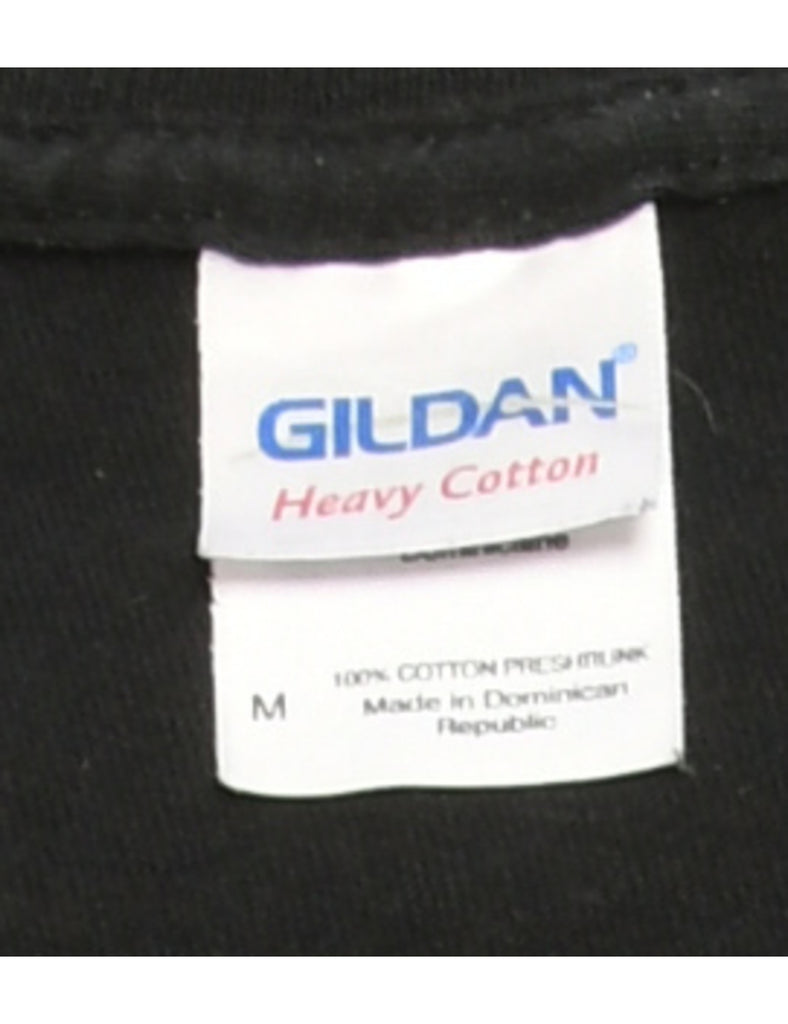 GILDAN®
Heavy Cotton
M
100% COTTON PRESHRUNK
Made in Dominican
Republic